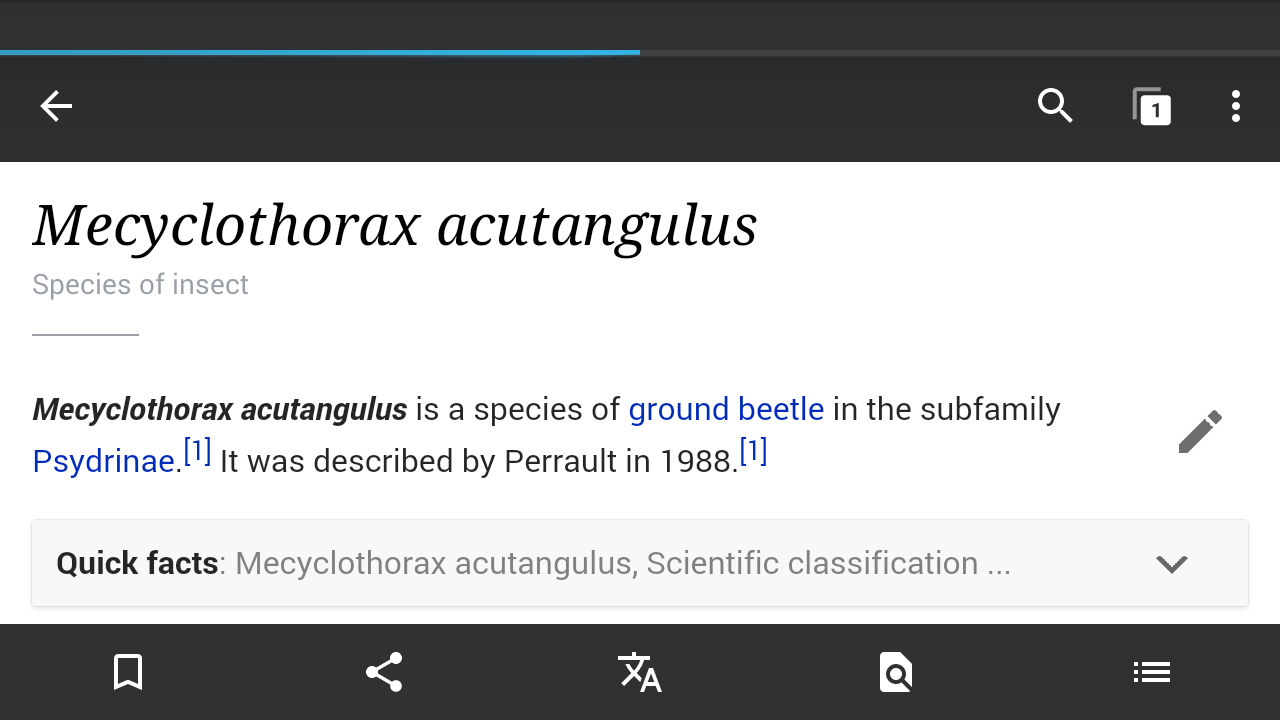 1
Mecyclothorax acutangulus
Species of insect
Mecyclothorax acutangulus is a species of ground beetle in the subfamily
Psydrinae.[1] It was described by Perrault in 1988.[1]
Quick facts: Mecyclothorax acutangulus, Scientific classification ...